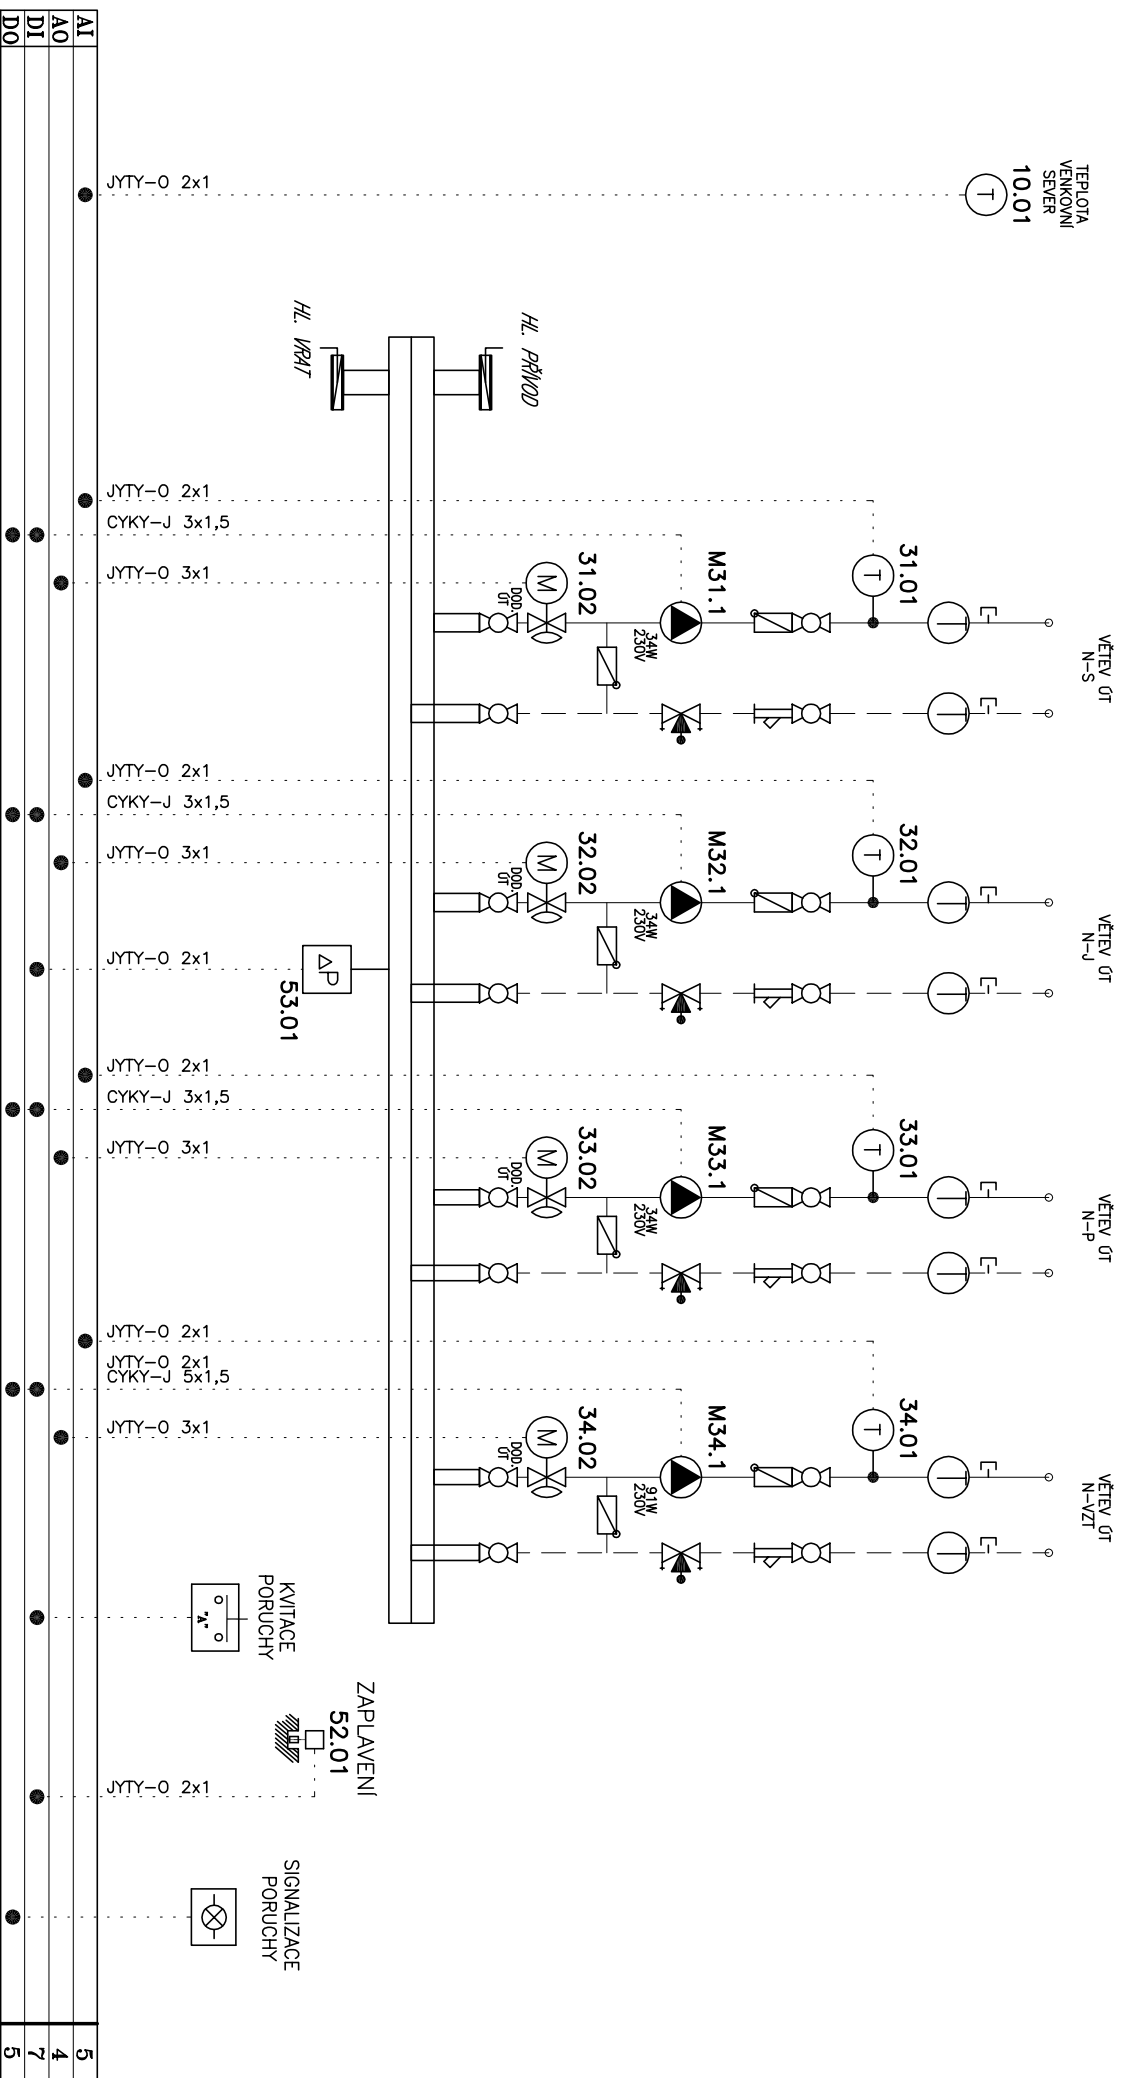 TEPLOTA
VENKOVNÍ
SEVER
10.01
T
HL. PŘÍVOD
HL. VRAT
VĚTEV ÚT
N-S
31.01
T
T
T
M31.1
34W
230V
31.02
M
DOD.
ÚT
VĚTEV ÚT
N-J
32.01
T
T
T
M32.1
34W
230V
32.02
M
DOD.
ÚT
ΔP
53.01
VĚTEV ÚT
N-P
33.01
T
T
T
M33.1
34W
230V
33.02
M
DOD.
ÚT
VĚTEV ÚT
N-VZT
34.01
T
T
T
M34.1
91W
230V
34.02
M
DOD.
ÚT
KVITACE
PORUCHY
"A"
ZAPLAVENÍ
52.01
SIGNALIZACE
PORUCHY
JYTY-O 2x1
JYTY-O 2x1
CYKY-J 3x1,5
JYTY-O 3x1
JYTY-O 2x1
CYKY-J 3x1,5
JYTY-O 3x1
JYTY-O 2x1
JYTY-O 2x1
CYKY-J 3x1,5
JYTY-O 3x1
JYTY-O 2x1
JYTY-O 2x1
CYKY-J 5x1,5
JYTY-O 3x1
JYTY-O 2x1
AI 5
AO 4
DI 7
DO 5